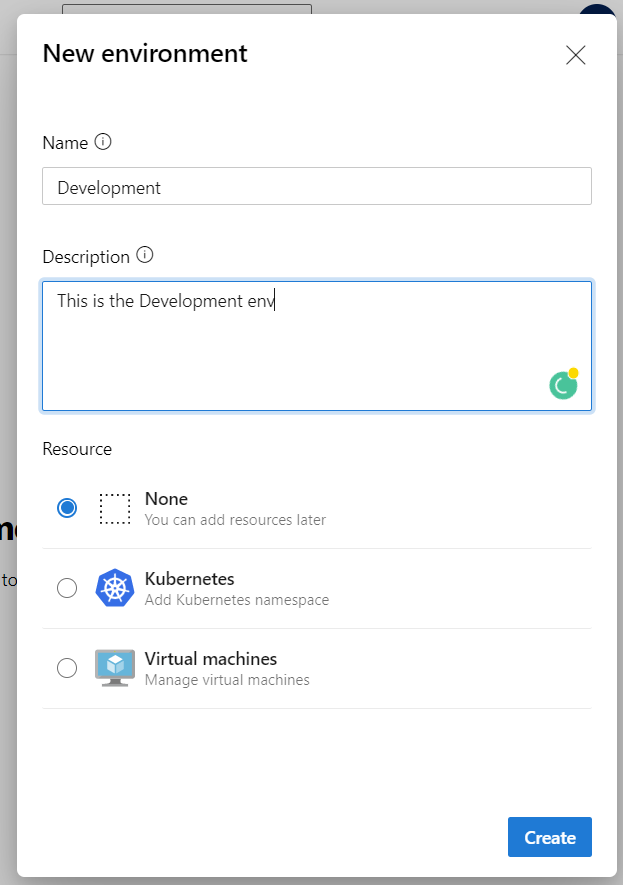 New environment
Name
Development
Description
This is the Development env
Resource
None
You can add resources later
to
Kubernetes
Add Kubernetes namespace
Virtual machines
Manage virtual machines
Create